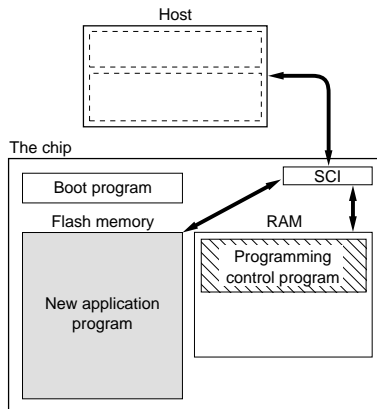 Host
The chip
SCI
Boot program
Flash memory
RAM
Programming
control program
New application
program